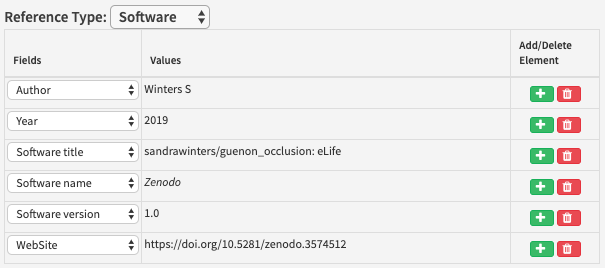 Reference Type: Software
Fields Values Add/Delete Element
Author Winters S
Year 2019
Software title sandrawinters/guenon_occlusion: eLife
Software name Zenodo
Software version 1.0
WebSite https://doi.org/10.5281/zenodo.3574512